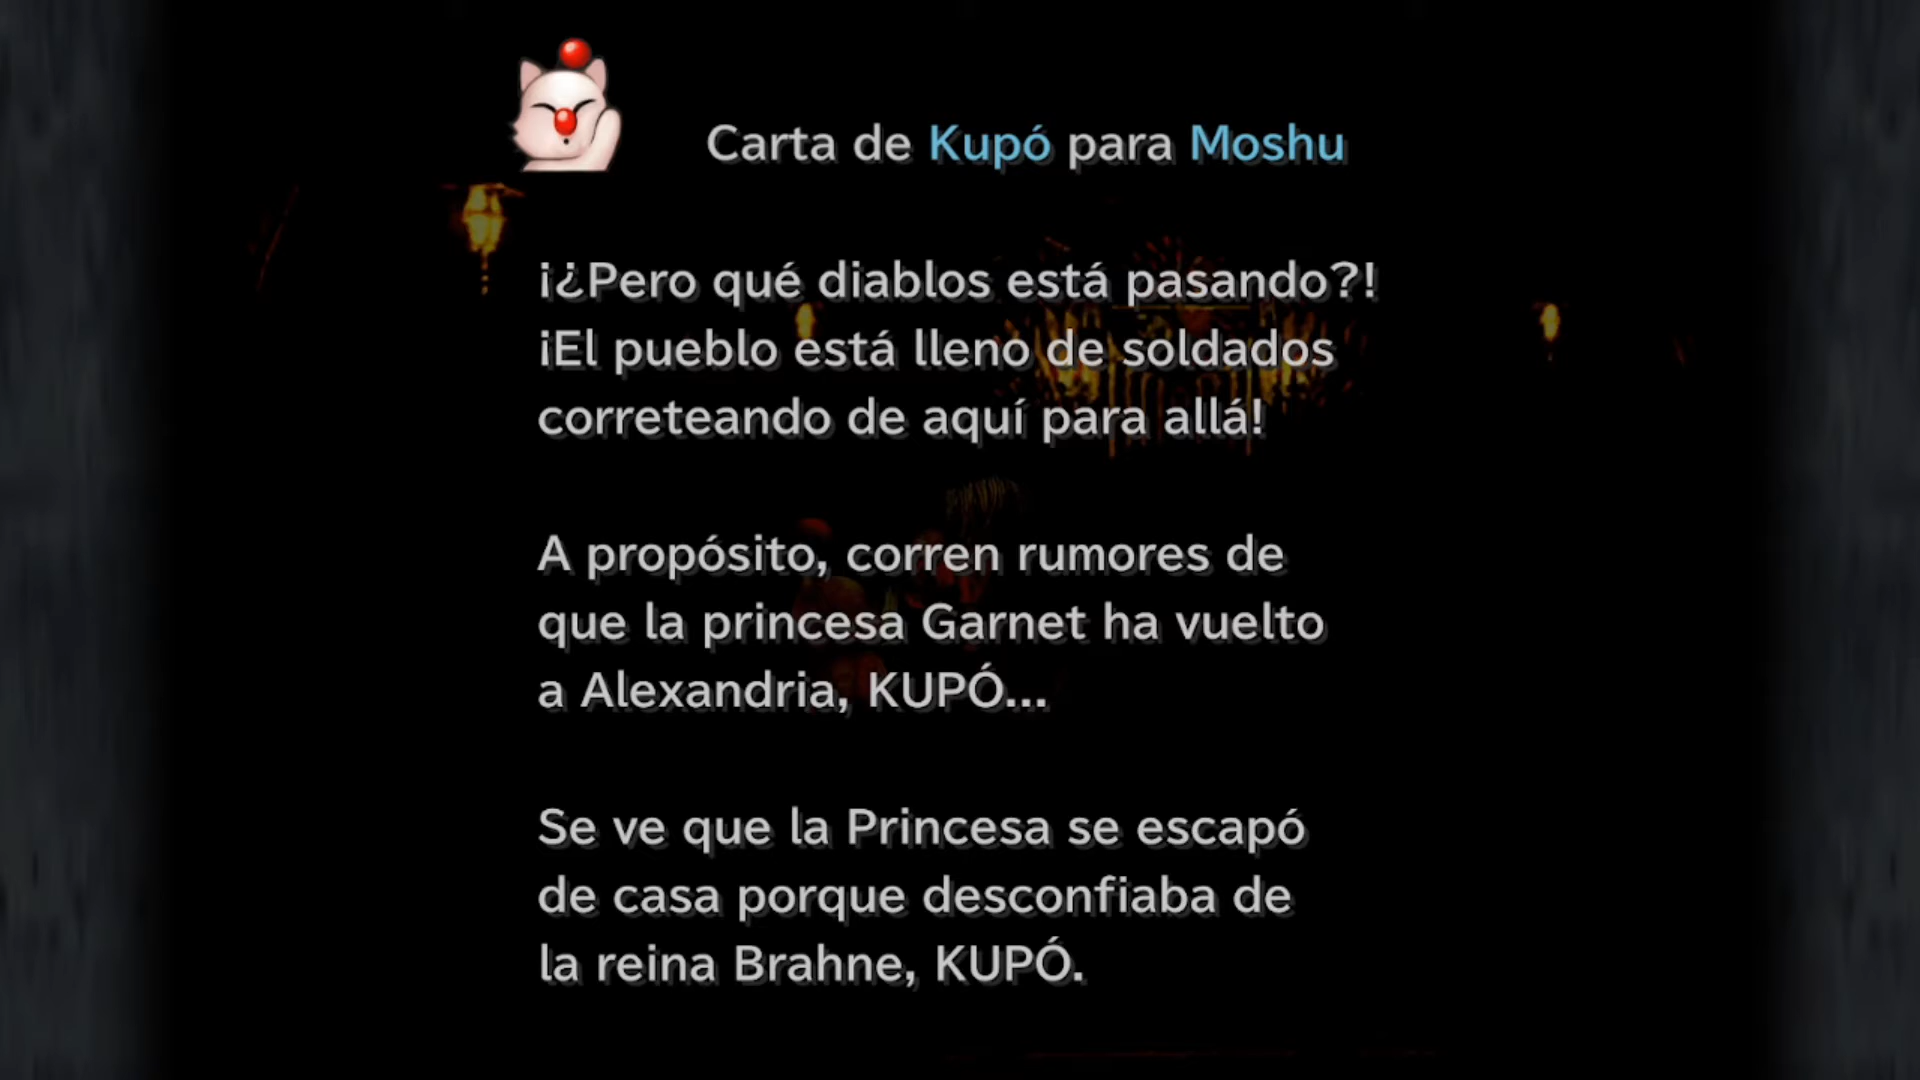 Carta de Kupó para Moshu
¡¿Pero qué diablos está pasando?!
¡El pueblo está lleno de soldados
correteando de aquí para allá!
A propósito, corren rumores de
que la princesa Garnet ha vuelto
a Alexandria, KUPÓ...
Se ve que la Princesa se escapó
de casa porque desconfiaba de
la reina Brahne, KUPÓ.